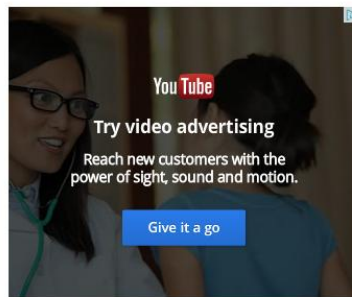 YouTube
Try video advertising
Reach new customers with the
power of sight, sound and motion.
Give it a go